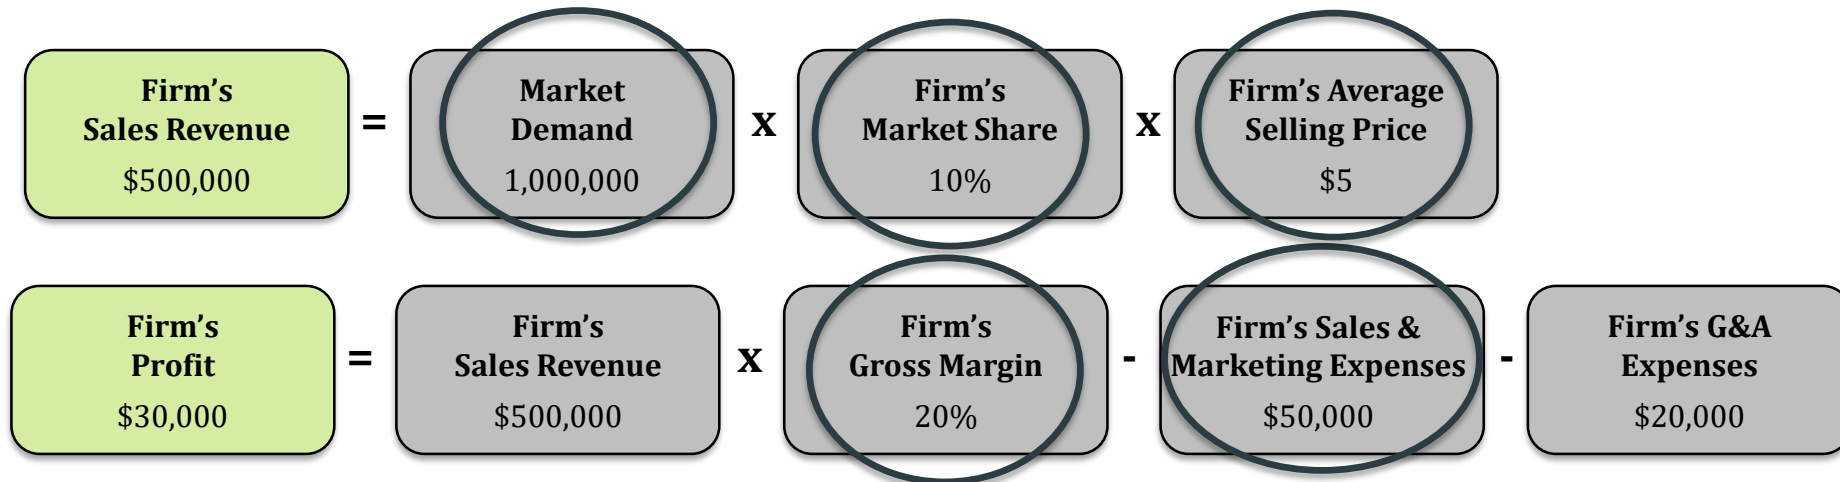 Firm's
Sales Revenue
$500,000
=
Market
Demand
1,000,000
x
Firm's
Market Share
10%
x
Firm's Average
Selling Price
$5
Firm's
Profit
$30,000
=
Firm's
Sales Revenue
$500,000
x
Firm's
Gross Margin
20%
-
Firm's Sales &
Marketing Expenses
$50,000
-
Firm's G&A
Expenses
$20,000